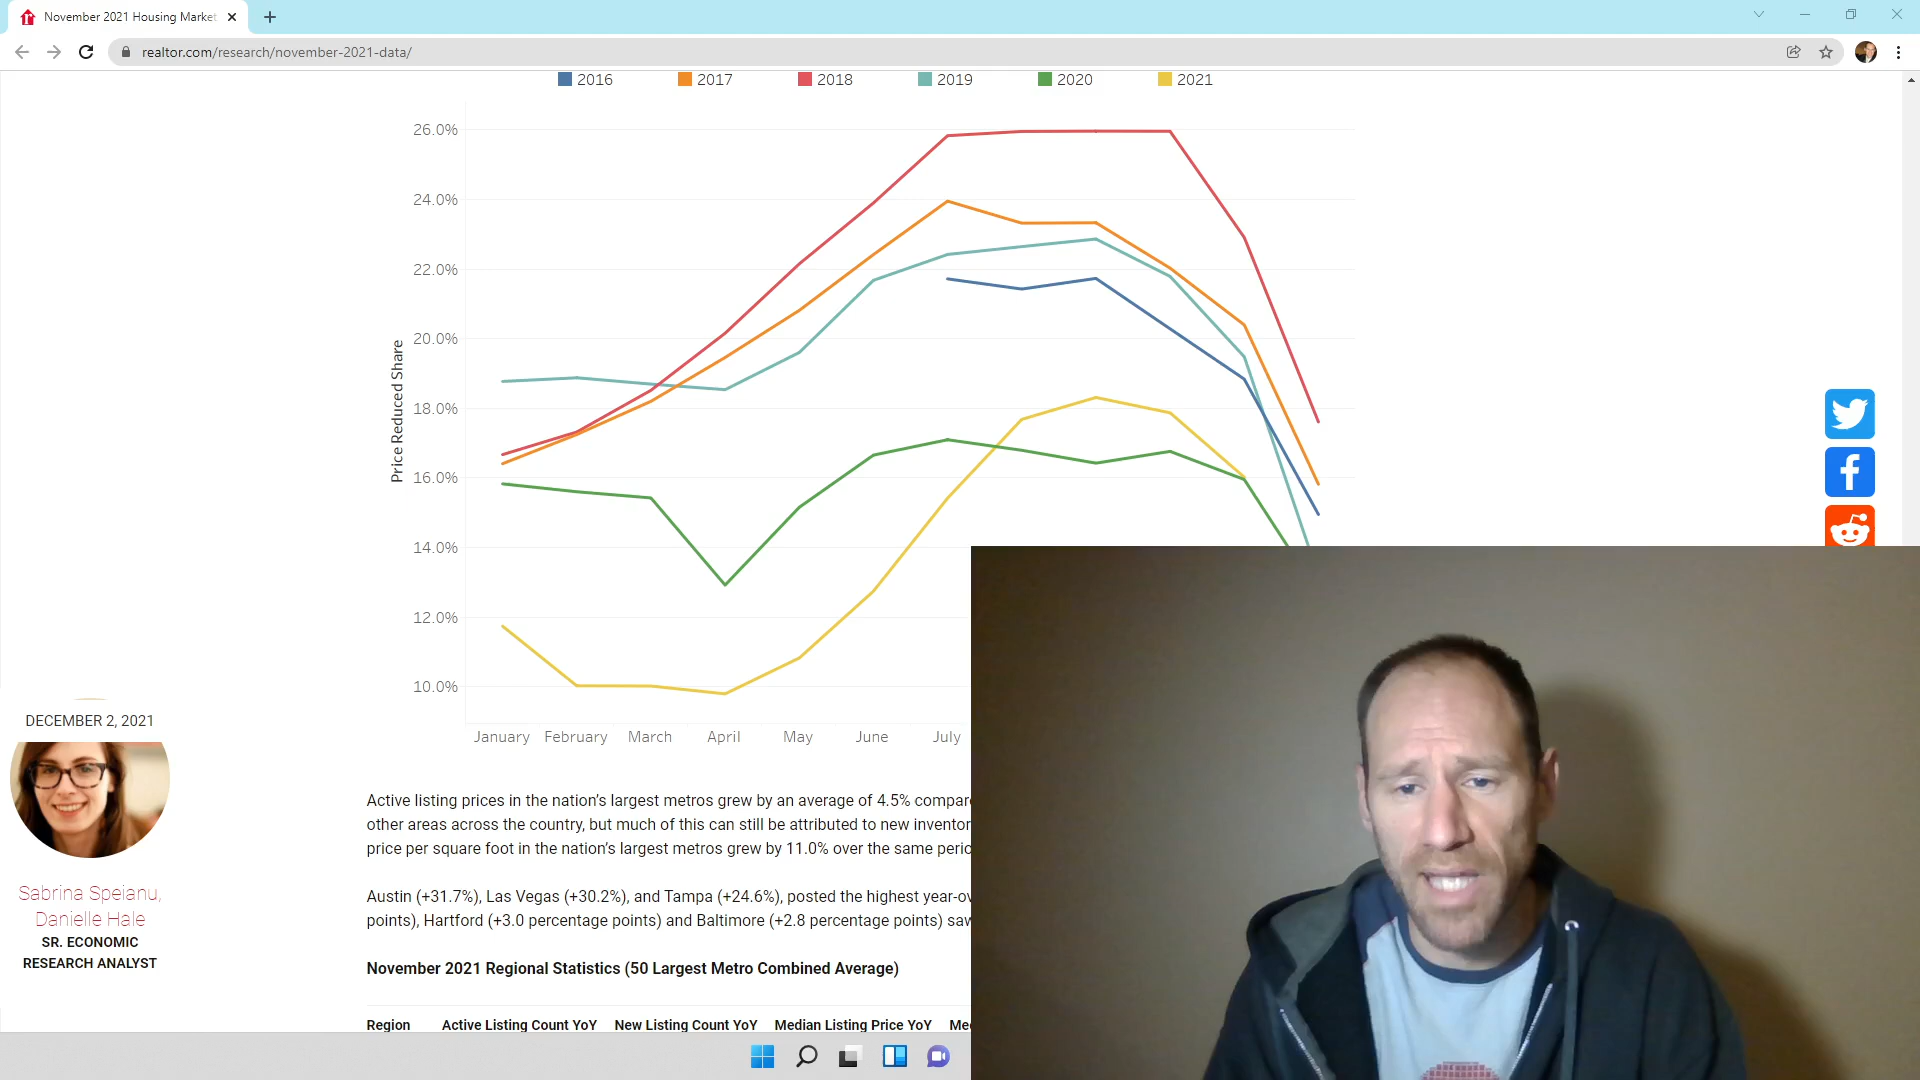 November 2021 Housing Market
realtor.com/research/november-2021-data/
2016 2017 2018 2019 2020 2021
26.0%
24.0%
22.0%
20.0%
18.0%
16.0%
14.0%
12.0%
10.0%
Price Reduced Share
January February March April May June July
DECEMBER 2, 2021
Sabrina Speianu,
Danielle Hale
SR. ECONOMIC
RESEARCH ANALYST
Active listing prices in the nation's largest metros grew by an average of 4.5%
other areas across the country, but much of this can still be attributed to new
price per square foot in the nation's largest metros grew by 11.0% over the same
Austin (+31.7%), Las Vegas (+30.2%), and Tampa (+24.6%), posted the highest
points), Hartford (+3.0 percentage points) and Baltimore (+2.8 percentage points)
November 2021 Regional Statistics (50 Largest Metro Combined Average)
Region Active Listing Count YoY New Listing Count YoY Median Listing Price YoY